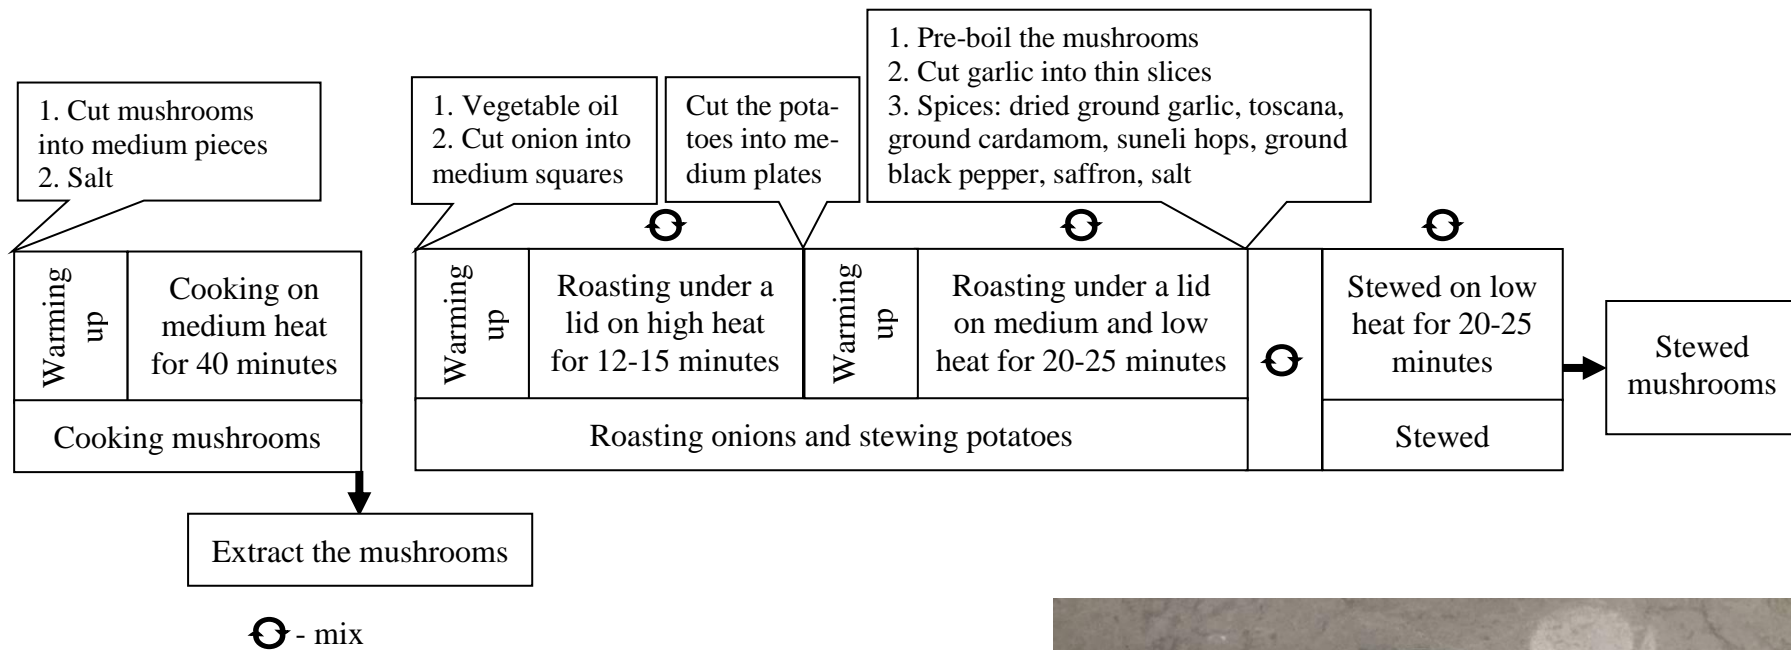 1. Cut mushrooms
into medium pieces
2. Salt
1. Vegetable oil
2. Cut onion into
medium squares
Cut the pota-
toes into me-
dium plates
1. Pre-boil the mushrooms
2. Cut garlic into thin slices
3. Spices: dried ground garlic, toscana,
ground cardamom, suneli hops, ground
black pepper, saffron, salt
Warming
up
Cooking on
medium heat
for 40 minutes
Cooking mushrooms
Extract the mushrooms
Warming
up
Roasting under a
lid on high heat
for 12-15 minutes
Warming
up
Roasting under a lid
on medium and low
heat for 20-25 minutes
Roasting onions and stewing potatoes
Stewed on low
heat for 20-25
minutes
Stewed
Stewed
mushrooms
- mix